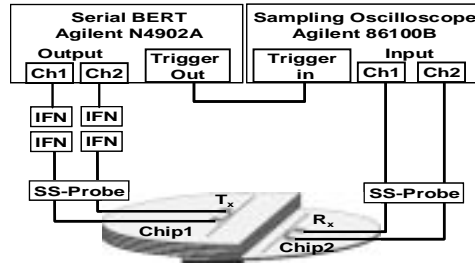 Serial BERT
Agilent N4902A
Output
Ch1
Ch2
Trigger
Out
Sampling Oscilloscope
Agilent 86100B
Trigger
in
Input
Ch1
Ch2
IFN
IFN
IFN
IFN
SS-Probe
SS-Probe
Tx
Rx
Chip1
Chip2